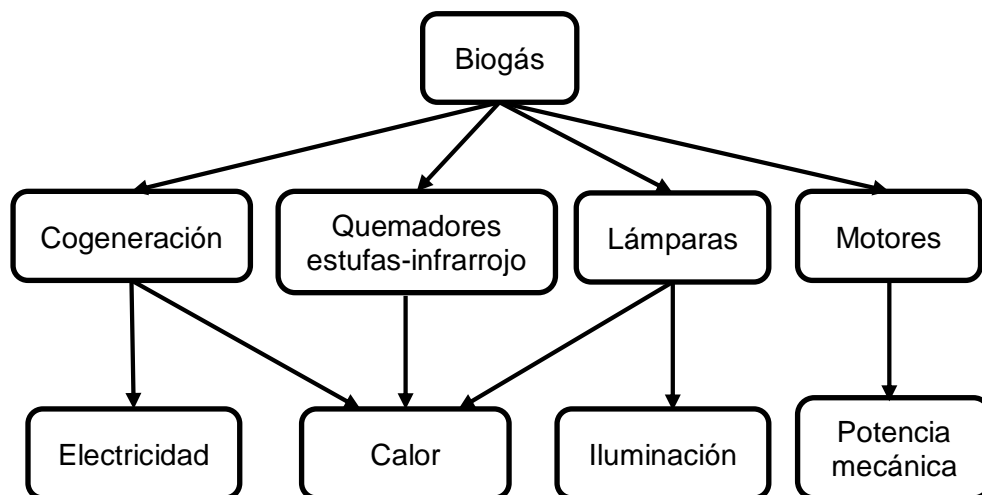 Biogás
Cogeneración
Quemadores
estufas-infrarrojo
Lámparas
Motores
Electricidad
Calor
Iluminación
Potencia
mecánica